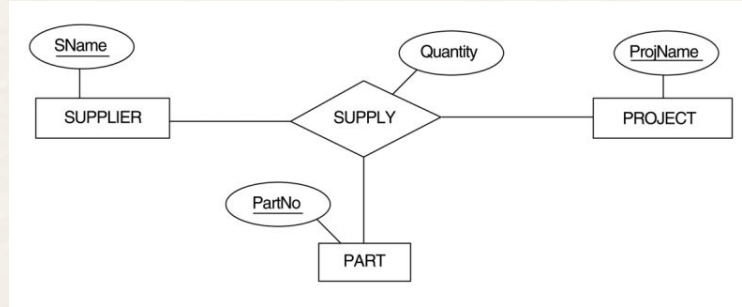 SName
Quantity
ProjName
SUPPLIER
SUPPLY
PROJECT
PartNo
PART